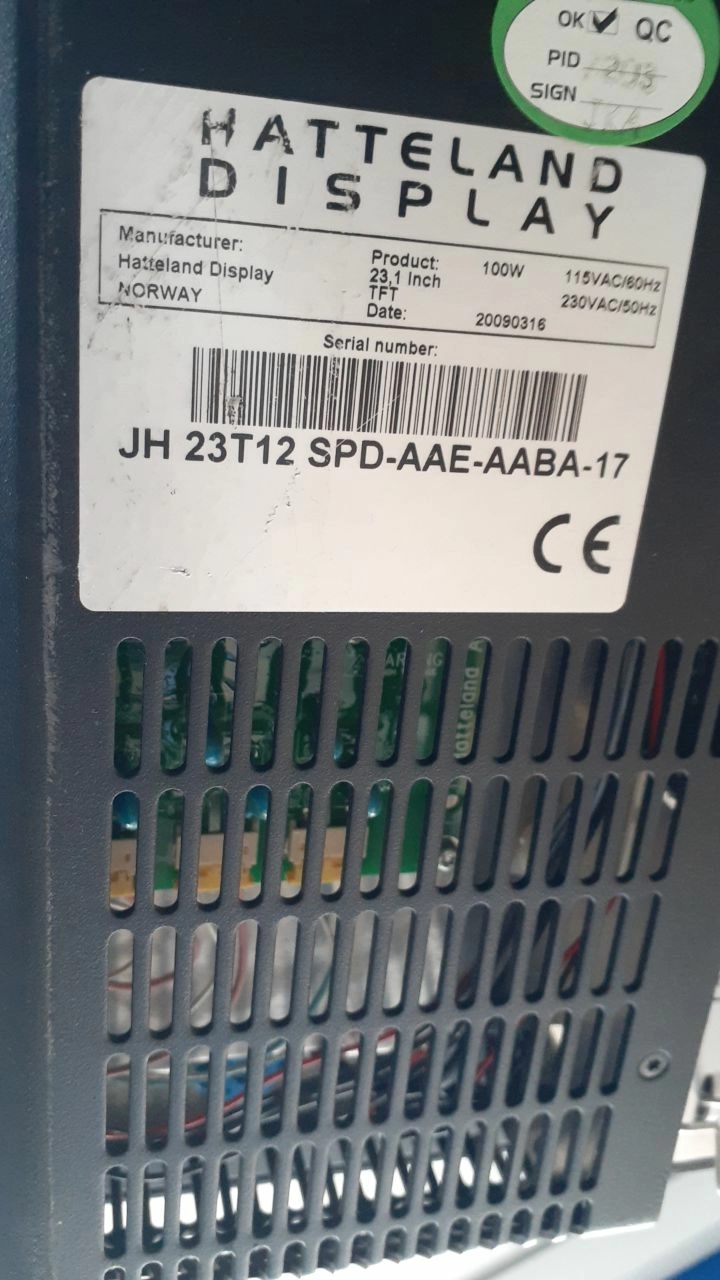 OK ✓ QC
PID
SIGN
HATTELAND
DISPLAY
Manufacturer:
Hatteland Display
NORWAY
Product: 100W 115VAC/60Hz
23,1 Inch 230VAC/50Hz
TFT
Date: 20090316
Serial number:
JH 23T12 SPD-AAE-AABA-17
CE